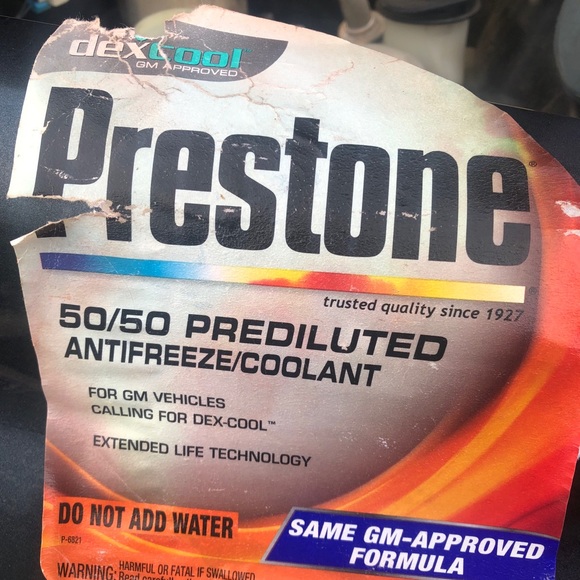 dexcool
GM APPROVED
Prestone®
trusted quality since 1927
50/50 PREDILUTED
ANTIFREEZE/COOLANT
FOR GM VEHICLES
CALLING FOR DEX-COOL™
EXTENDED LIFE TECHNOLOGY
DO NOT ADD WATER
P-6821
SAME GM-APPROVED
FORMULA
WARNING: HARMFUL OR FATAL IF SWALLOWED
Read carefully